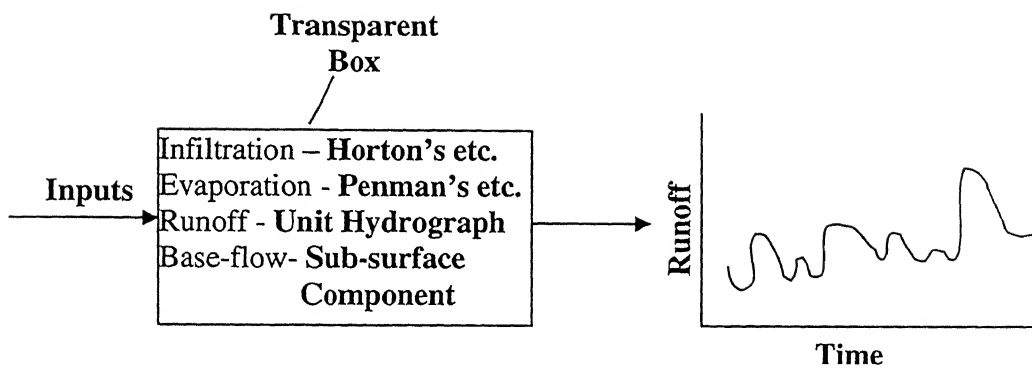 Transparent
Box
Inputs
Infiltration – Horton's etc.
Evaporation - Penman's etc.
Runoff - Unit Hydrograph
Base-flow- Sub-surface
Component
Runoff
Time